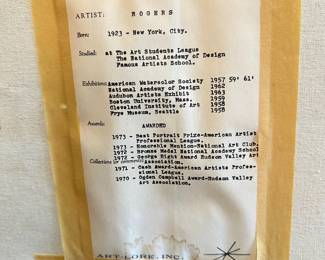 ARTIST: ROGERS
Born: 1923 - New York, City.
Studied: at The Art Students League
The National Academy of Design
Famous Artists School.
Exhibitions: American Watercolor Society 1957 59' 61'
National Academy of Design 1962
Audubon Artists Exhibit 1963
Boston University, Mass. 1959
Cleveland Institute of Art 1958
Frye Museum, Seattle 1958
Awards: AWARDED
1973 - Best Portrait Prize-American Artists
Professional League.
1973 - Honorable Mention-National Art Club.
1972 - Bronze Medal National Academy School
1972 - George Hight Award Hudson Valley Art
Collections (or comments) Association.
1971 - Cash Award-American Artists Profes-
sional League.
1970 - Ogden Campbell Award-Hudson Valley
Art Association.
ART-LORE, INC.